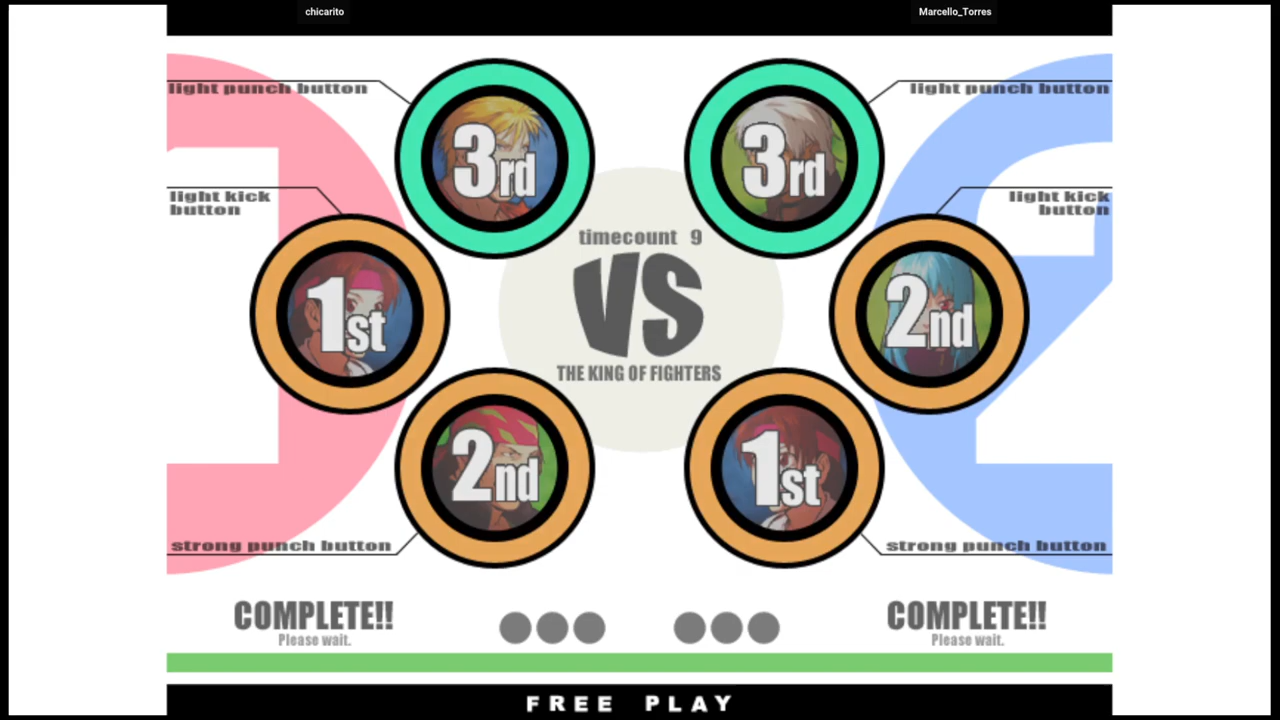 chicarito
Marcello_Torres
light punch button
light punch button
3rd
3rd
light kick
button
light kick
button
timecount 9
VS
THE KING OF FIGHTERS
1st
2nd
2nd
1st
strong punch button
strong punch button
COMPLETE!!
Please wait.
COMPLETE!!
Please wait.
FREE PLAY